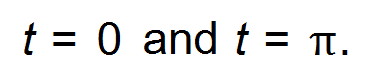 t = 0 and t = π.